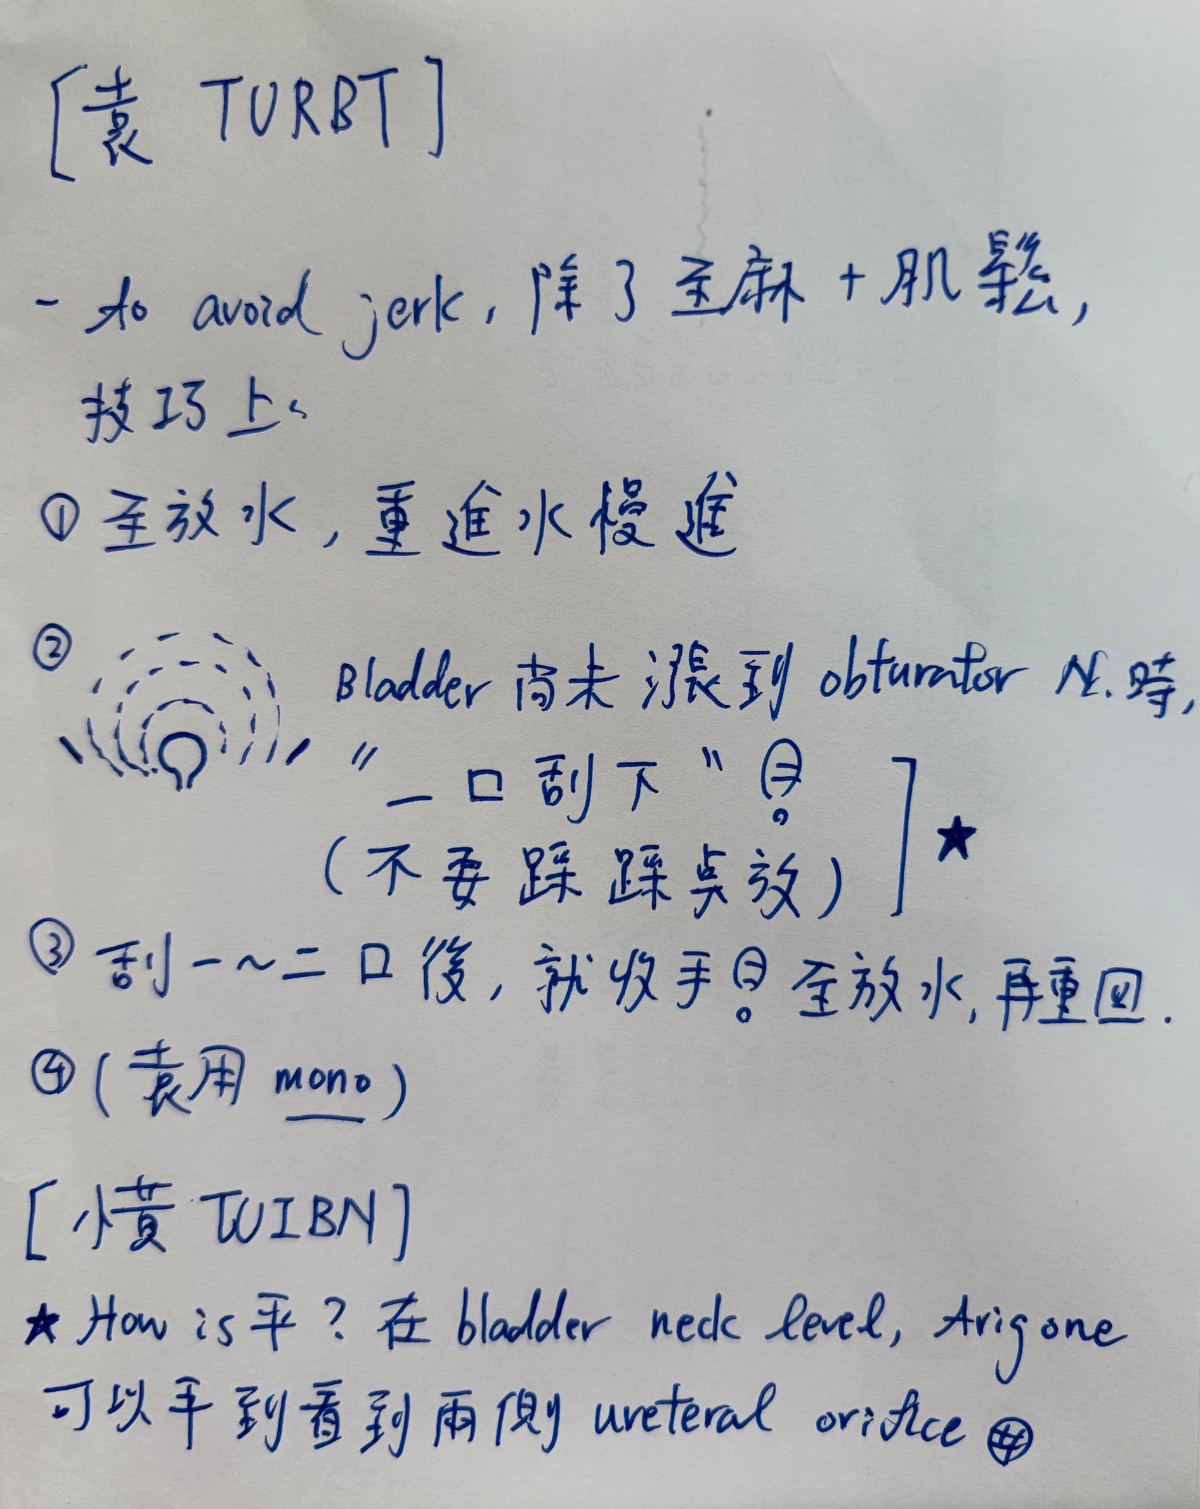 [袁 TURBT]
- to avoid jerk, 除了全麻 + 肌鬆,
技巧上、
① 全放水, 重進水慢進
② Bladder 尚未漲到 obturator N. 時,
"一口刮下"
(不要踩踩點放) ] ★
③ 刮一~二口後, 就收手 全放水, 再重回.
④ (袁用 mono)
[小黃 TUIBN]
★ How is 平? 在 bladder neck level, Trigone
可以平到看到兩側 ureteral orifice